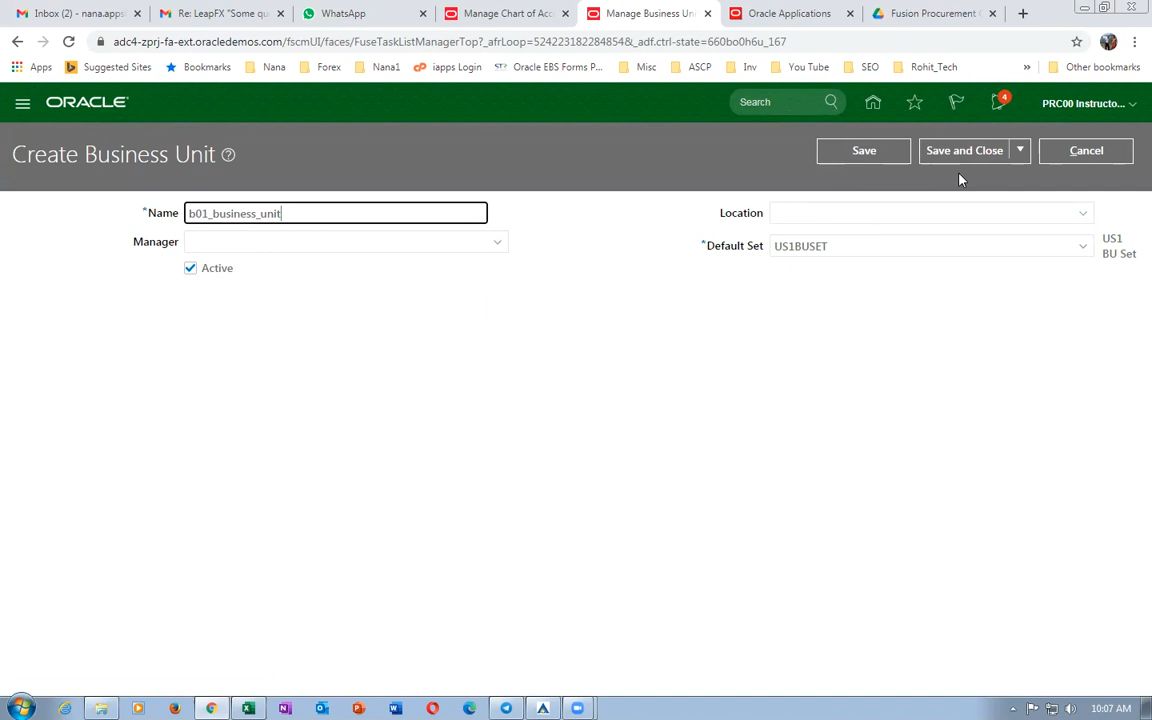 Inbox (2) - nana.apps
Re: LeapFX "Some qu
WhatsApp
Manage Chart of Acc
Manage Business Uni
Oracle Applications
Fusion Procurement
adc4-zprj-fa-ext.oracledemos.com/fscmUI/faces/FuseTaskListManagerTop?_afrLoop=5242231822848548&_adf.ctrl-state=660bo0h6u_167
Apps
Suggested Sites
Bookmarks
Nana
Forex
Nana1
iapps Login
Oracle EBS Forms P...
Misc
ASCP
Inv
You Tube
SEO
Rohit_Tech
»
Other bookmarks
ORACLE
Search
4
PRC00 Instructo...
Create Business Unit
Save
Save and Close
Cancel
*Name b01_business_unit
Location
Manager
*Default Set US1BUSET
US1
BU Set
Active
10:07 AM